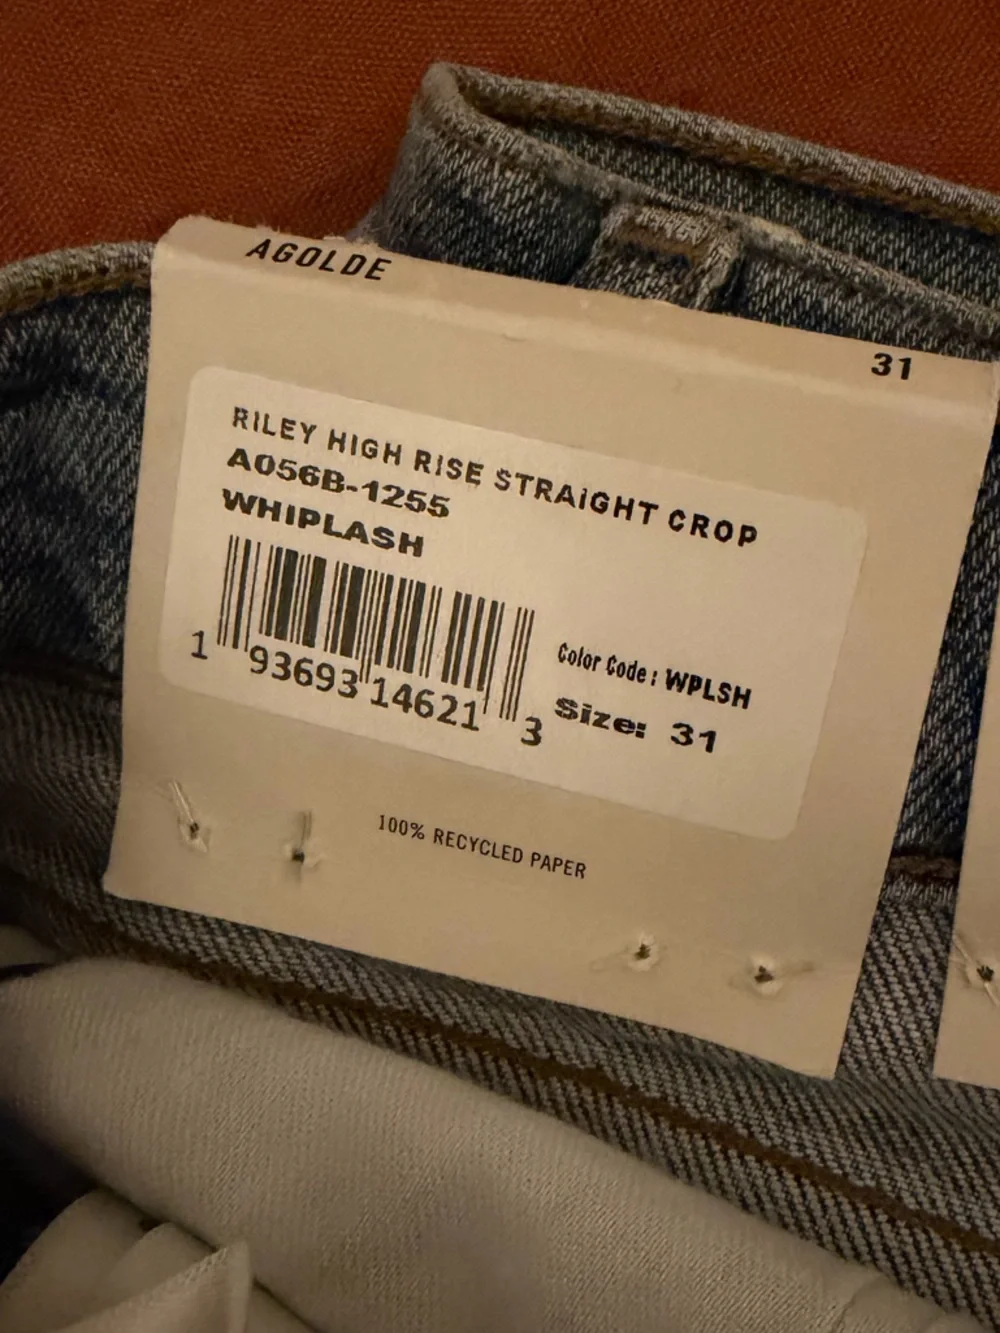 AGOLDE
31
RILEY HIGH RISE STRAIGHT CROP
A056B-1255
WHIPLASH
1 93693 14621 3
Color Code: WPLSH
Size: 31
100% RECYCLED PAPER